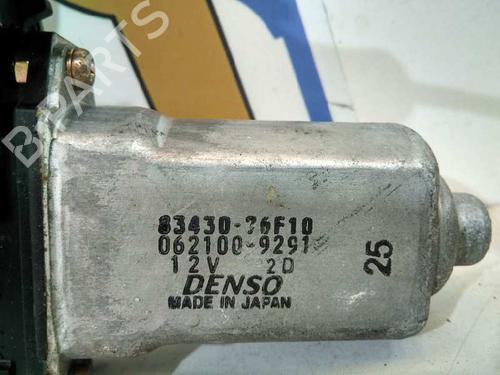 B-PARTS
83430-76F10
062100-9291
12V 2D
DENSO
MADE IN JAPAN
25